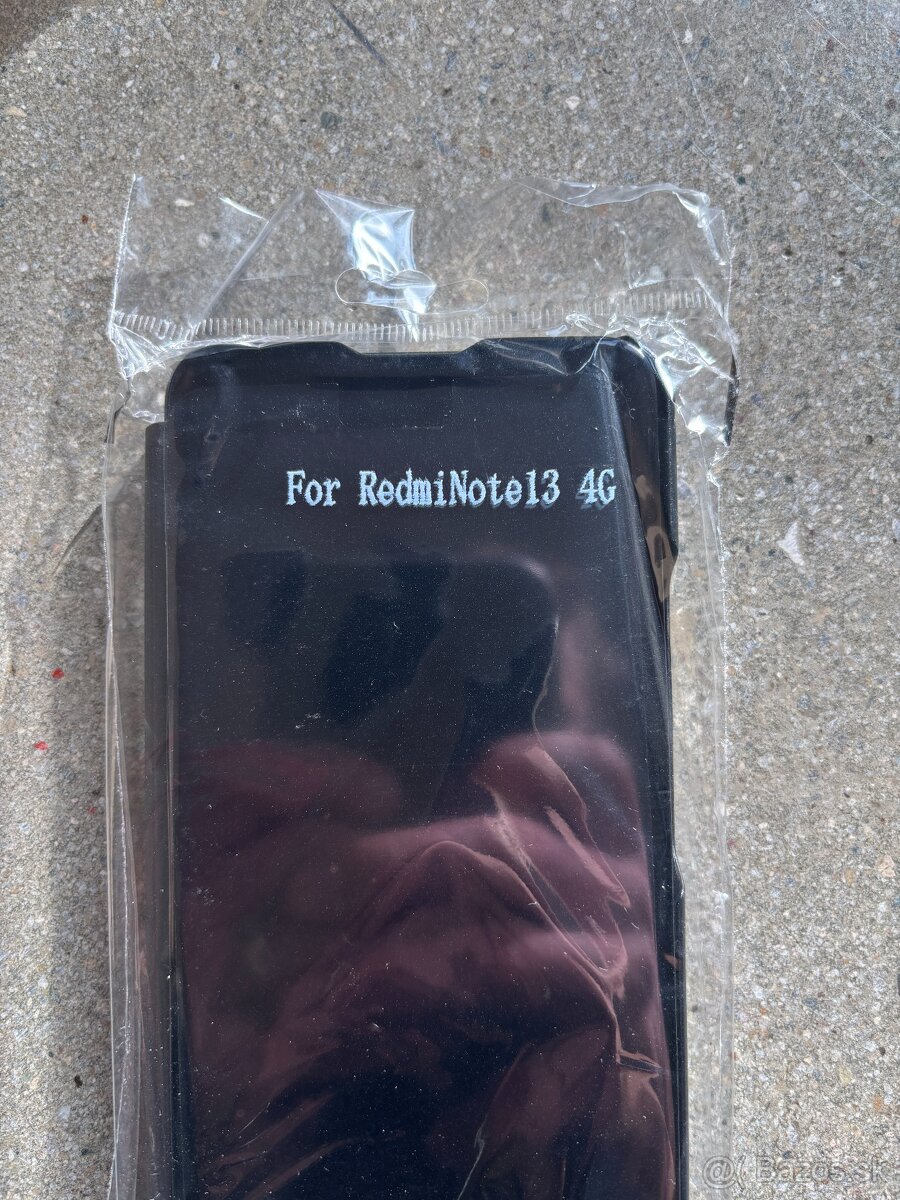 For RedmiNote13 4G
@( Bazos.sk